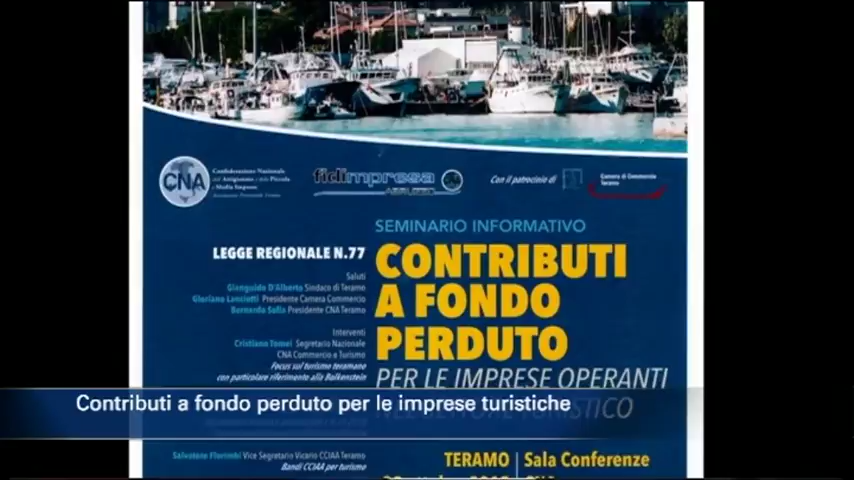 CNA
Confederazione Nazionale
dell'Artigianato e della Piccola
e Media Impresa
fidimpresa
ABRUZZO
Con il patrocinio di
Camera di Commercio
Teramo
SEMINARIO INFORMATIVO
CONTRIBUTI
A FONDO
PERDUTO
PER LE IMPRESE OPERANTI
LEGGE REGIONALE N.77
Saluti
Gianguido D'Alberto Sindaco di Teramo
Gloriano Lanciotti Presidente Camera Commercio
Bernardo Sofia Presidente CNA Teramo
Interventi
Cristiano Tomei Segretario Nazionale
CNA Commercio e Turismo
Focus sul turismo teramano
con particolare riferimento alla Balkenstein
Contributi a fondo perduto per le imprese turistiche
Salvatore Florimbi Vice Segretario Vicario CCIAA Teramo
Bandi CCIAA per turismo
TERAMO | Sala Conferenze